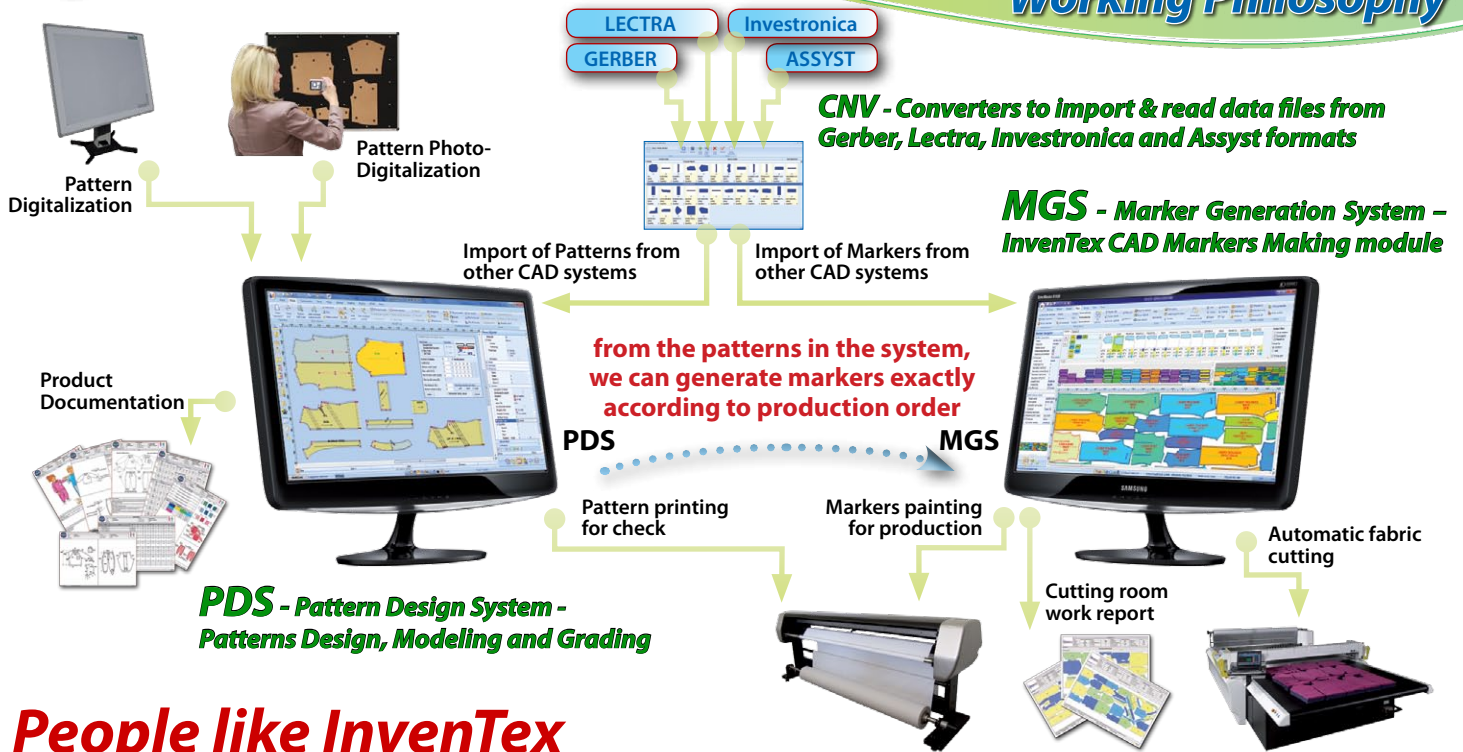 Working Philosophy
LECTRA
Investronica
GERBER
ASSYST
CNV - Converters to import & read data files from
Gerber, Lectra, Investronica and Assyst formats
Pattern Photo-
Digitalization
Pattern
Digitalization
MGS - Marker Generation System –
InvenTex CAD Markers Making module
Import of Patterns from
other CAD systems
Import of Markers from
other CAD systems
from the patterns in the system,
we can generate markers exactly
according to production order
Product
Documentation
PDS
MGS
SAMSUNG
Pattern printing
for check
Markers painting
for production
Automatic fabric
cutting
Cutting room
work report
PDS - Pattern Design System -
Patterns Design, Modeling and Grading
People like InvenTex